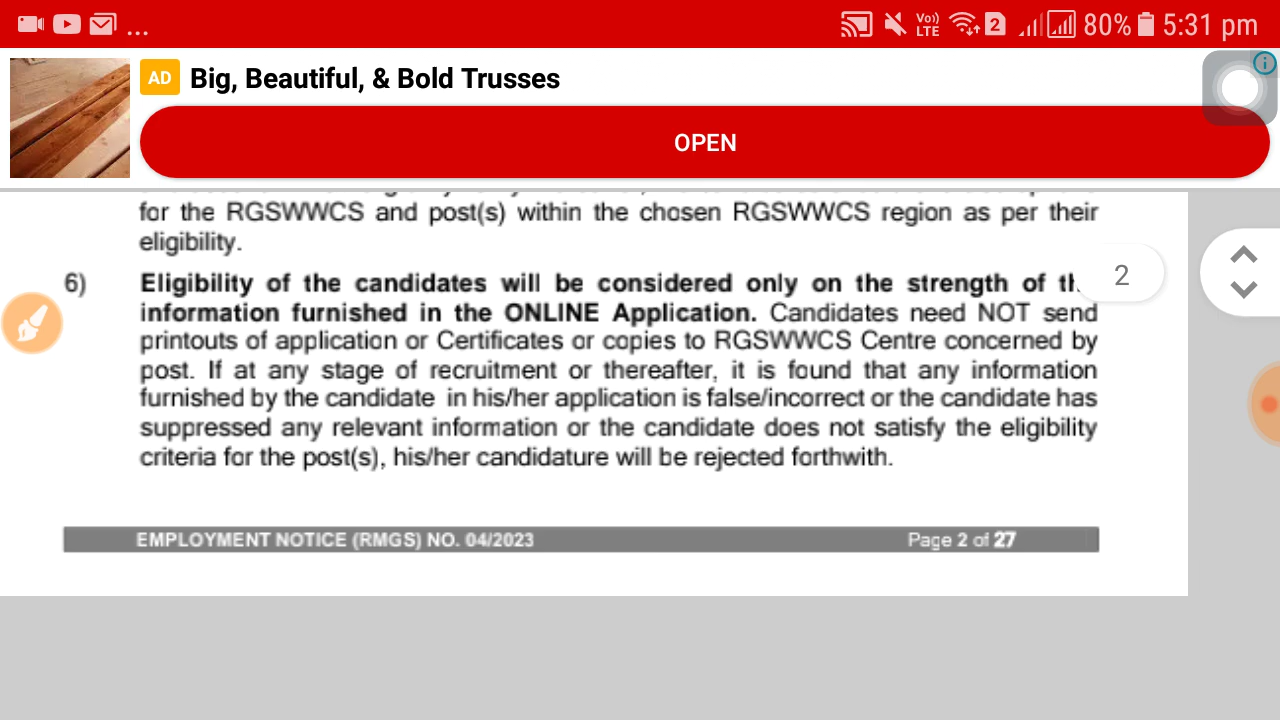 ... Vo)) LTE 2 80% 5:31 pm
AD Big, Beautiful, & Bold Trusses
OPEN
for the RGSWWCS and post(s) within the chosen RGSWWCS region as per their
eligibility.
2
6) Eligibility of the candidates will be considered only on the strength of
information furnished in the ONLINE Application. Candidates need NOT send
printouts of application or Certificates or copies to RGSWWCS Centre concerned by
post. If at any stage of recruitment or thereafter, it is found that any information
furnished by the candidate in his/her application is false/incorrect or the candidate has
suppressed any relevant information or the candidate does not satisfy the eligibility
criteria for the post(s), his/her candidature will be rejected forthwith.
EMPLOYMENT NOTICE (RMGS) NO. 04/2023 Page 2 of 27